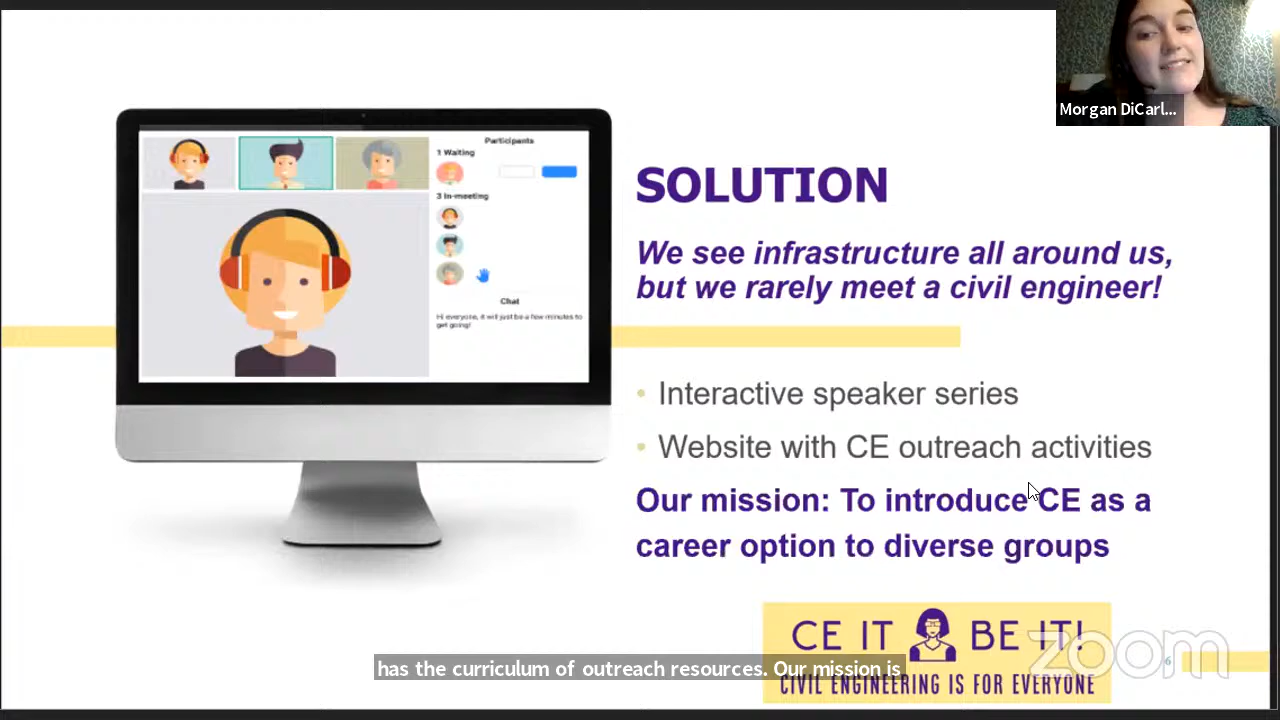 Morgan DiCarl...
Participants
1 Waiting
3 In-meeting
Chat
Hi everyone, it will just be a few minutes to
get going!
SOLUTION
We see infrastructure all around us,
but we rarely meet a civil engineer!
• Interactive speaker series
• Website with CE outreach activities
Our mission: To introduce CE as a
career option to diverse groups
CE IT BE IT!
CIVIL ENGINEERING IS FOR EVERYONE
zoom
6
has the curriculum of outreach resources. Our mission is